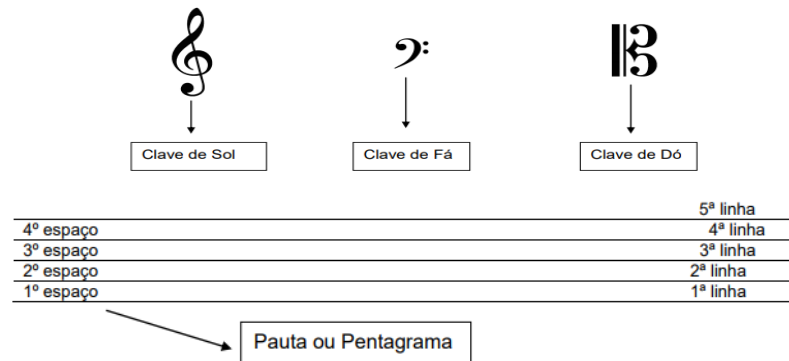 Clave de Sol
Clave de Fá
Clave de Dó
5ª linha
4º espaço 4ª linha
3º espaço 3ª linha
2º espaço 2ª linha
1º espaço 1ª linha
Pauta ou Pentagrama